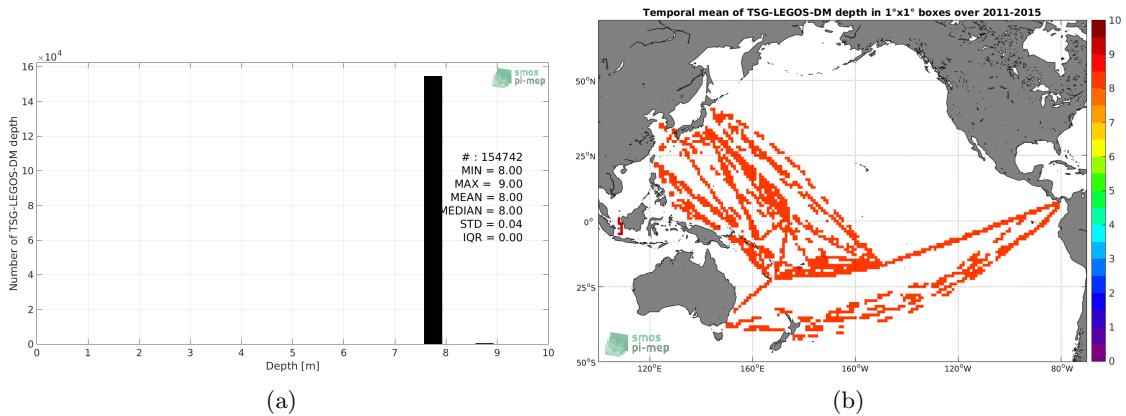 ×10⁴
16
14
12
10
8
6
4
2
0
Number of TSG-LEGOS-DM depth
smos
pi-mep
# : 154742
MIN = 8.00
MAX = 9.00
MEAN = 8.00
MEDIAN = 8.00
STD = 0.04
IQR = 0.00
0 1 2 3 4 5 6 7 8 9 10
Depth [m]
(a)
Temporal mean of TSG-LEGOS-DM depth in 1°x1° boxes over 2011-2015
50°N
25°N
0°
25°S
50°S
120°E
160°E
160°W
120°W
80°W
smos
pi-mep
10
9
8
7
6
5
4
3
2
1
0
(b)